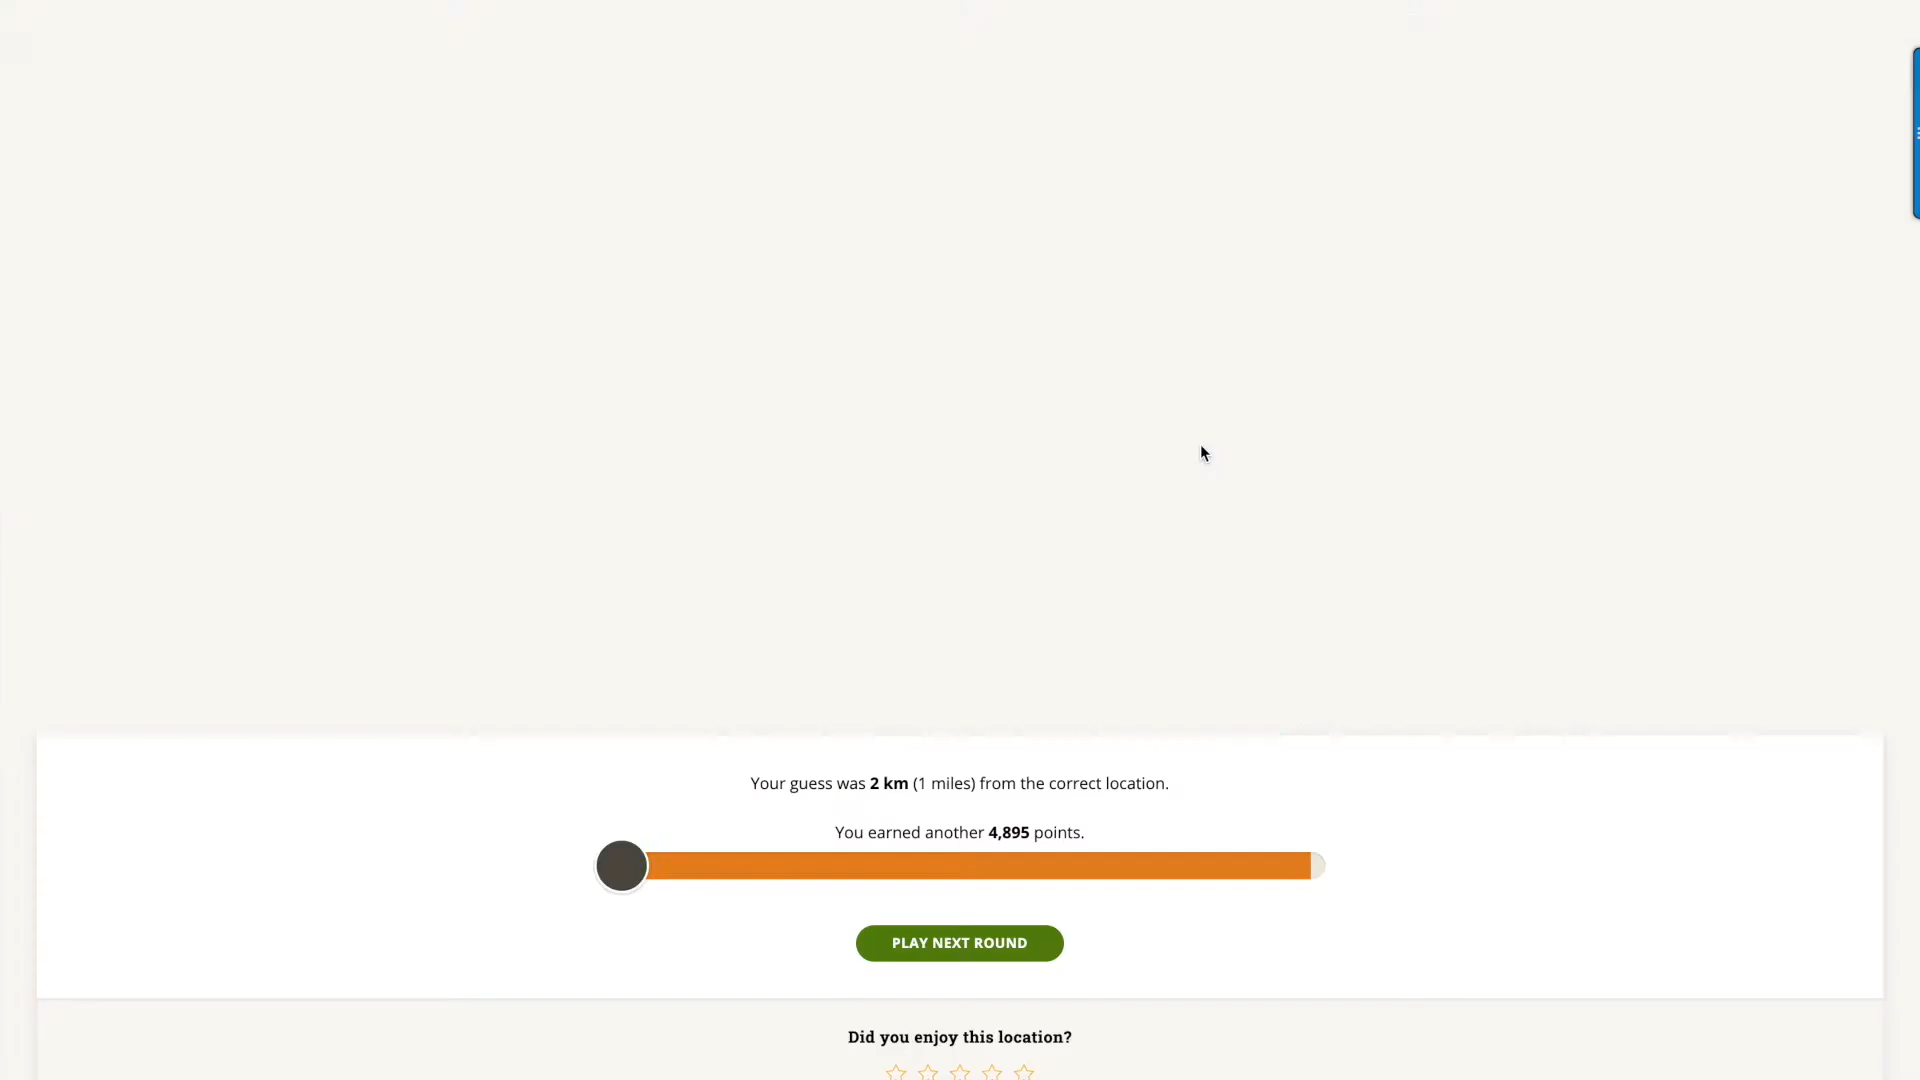 Your guess was 2 km (1 miles) from the correct location.
You earned another 4,895 points.
PLAY NEXT ROUND
Did you enjoy this location?